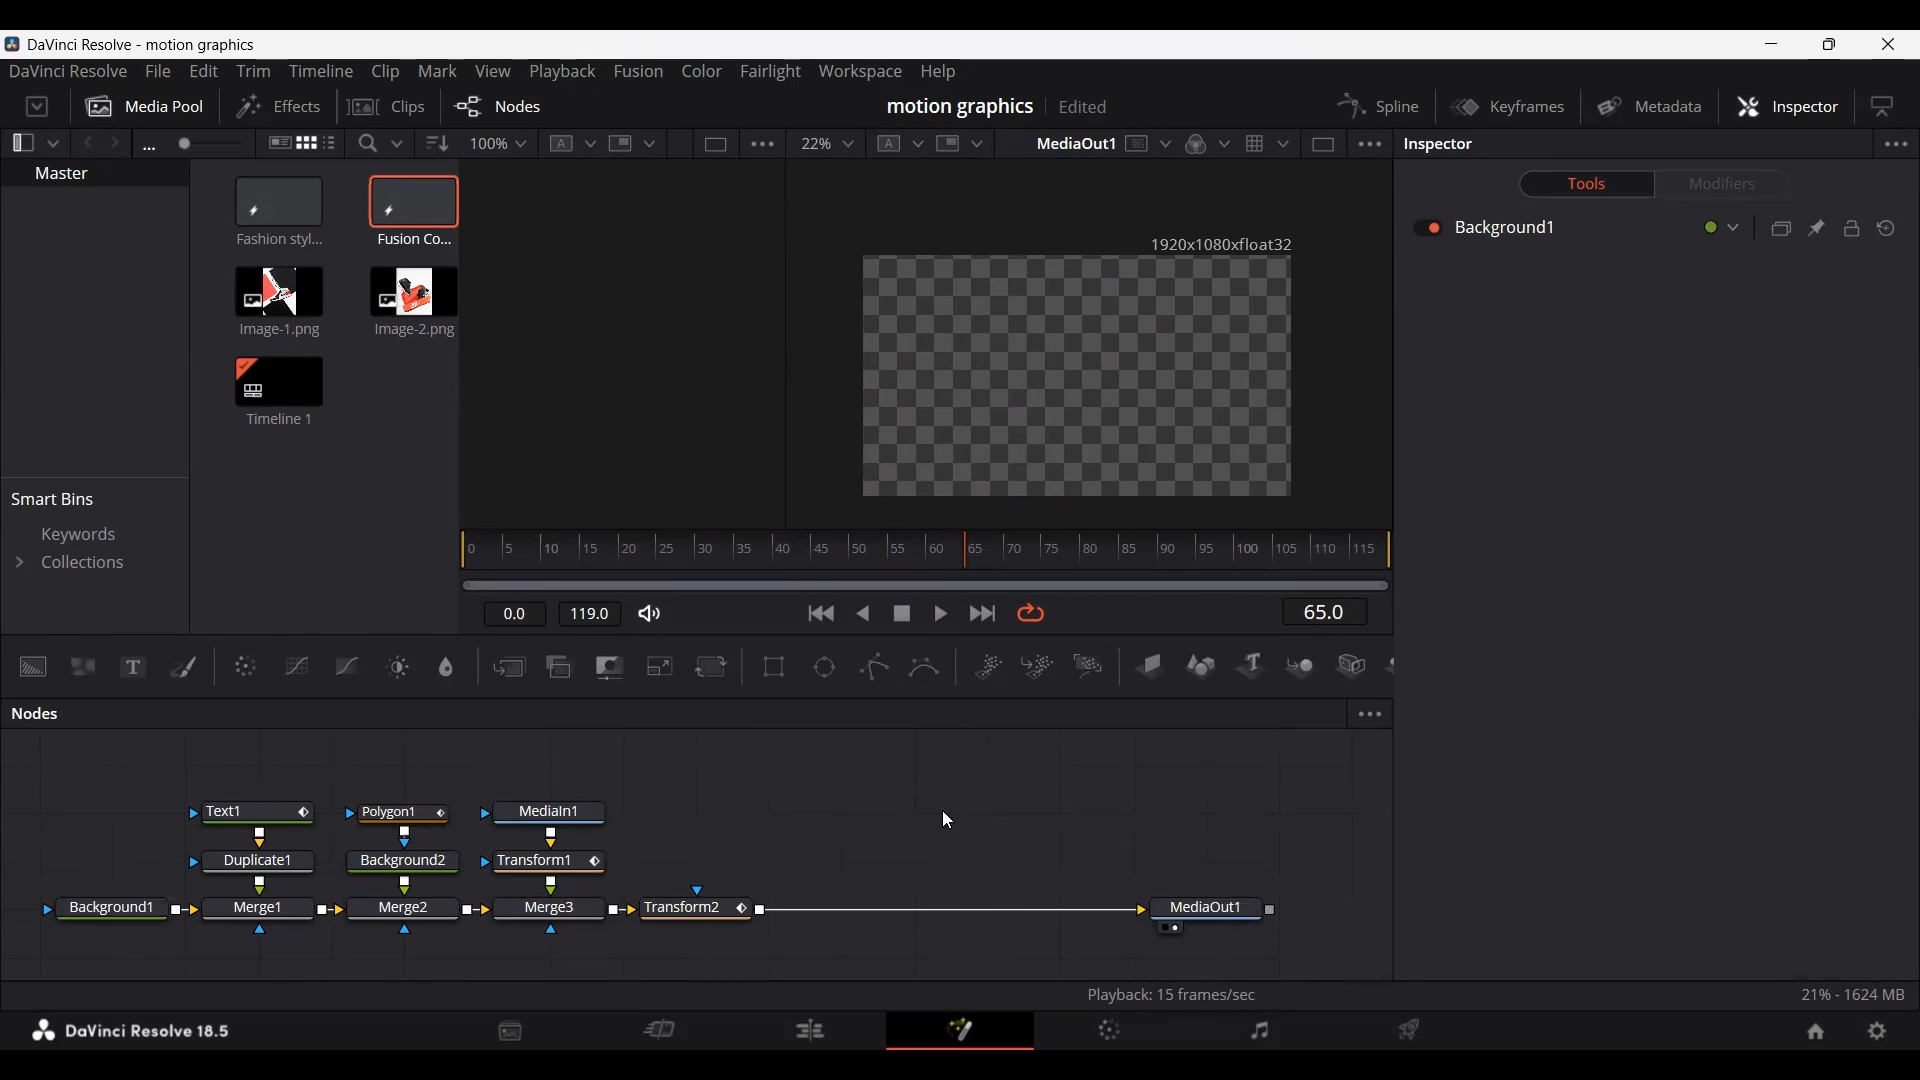 DaVinci Resolve - motion graphics
DaVinci Resolve File Edit Trim Timeline Clip Mark View Playback Fusion Color Fairlight Workspace Help
Media Pool Effects Clips Nodes motion graphics Edited Spline Keyframes Metadata Inspector
... 100% A 22% A MediaOut1 Inspector
Master
Tools Modifiers
Background1
Fashion styl... Fusion Co...
1920x1080xfloat32
Image-1.png Image-2.png
Timeline 1
Smart Bins
Keywords
Collections
0 5 10 15 20 25 30 35 40 45 50 55 60 65 70 75 80 85 90 95 100 105 110 115
0.0 119.0 65.0
T T
Nodes
Text1 Polygon1 MediaIn1
Duplicate1 Background2 Transform1
Background1 Merge1 Merge2 Merge3 Transform2 MediaOut1
Playback: 15 frames/sec 21% - 1624 MB
DaVinci Resolve 18.5